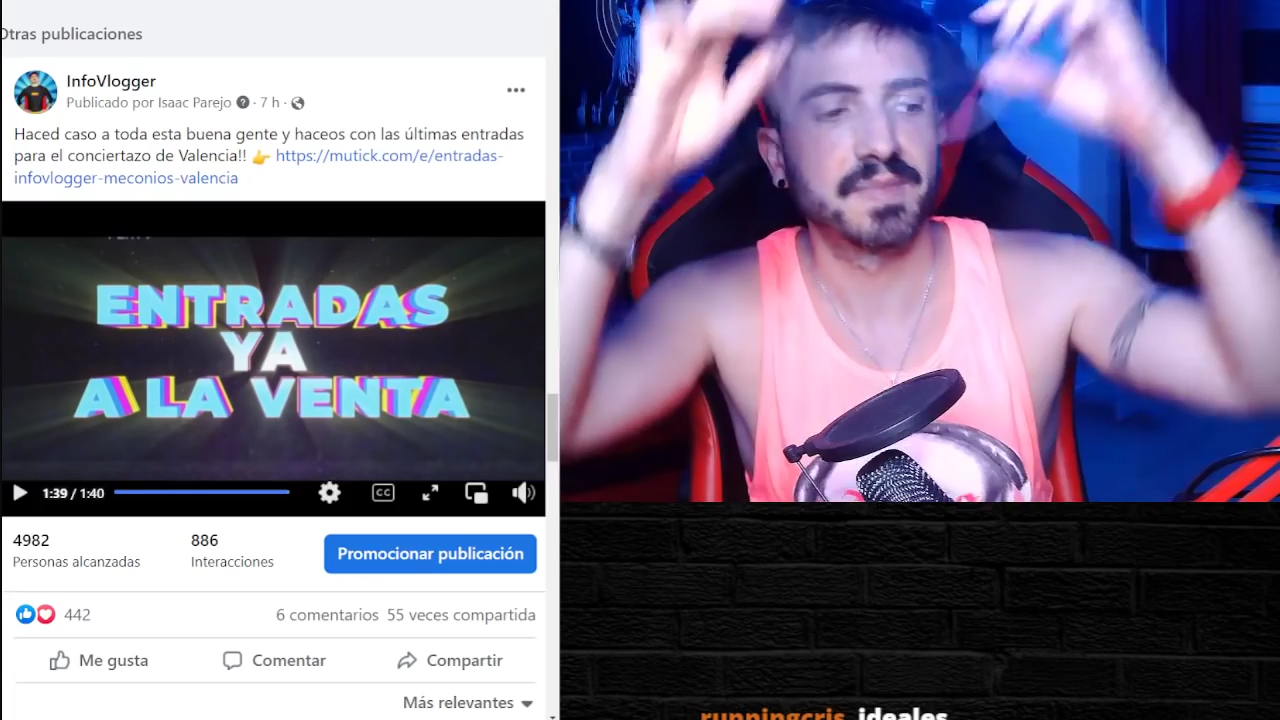 Otras publicaciones
InfoVlogger
Publicado por Isaac Parejo · 7 h ·
Haced caso a toda esta buena gente y haceos con las últimas entradas
para el conciertazo de Valencia!! 👉 https://mutick.com/e/entradas-
infovlogger-meconios-valencia
ENTRADAS
YA
A LA VENTA
1:39 / 1:40
CC
4982
Personas alcanzadas
886
Interacciones
Promocionar publicación
442
6 comentarios 55 veces compartida
Me gusta
Comentar
Compartir
Más relevantes
runningcris ideales